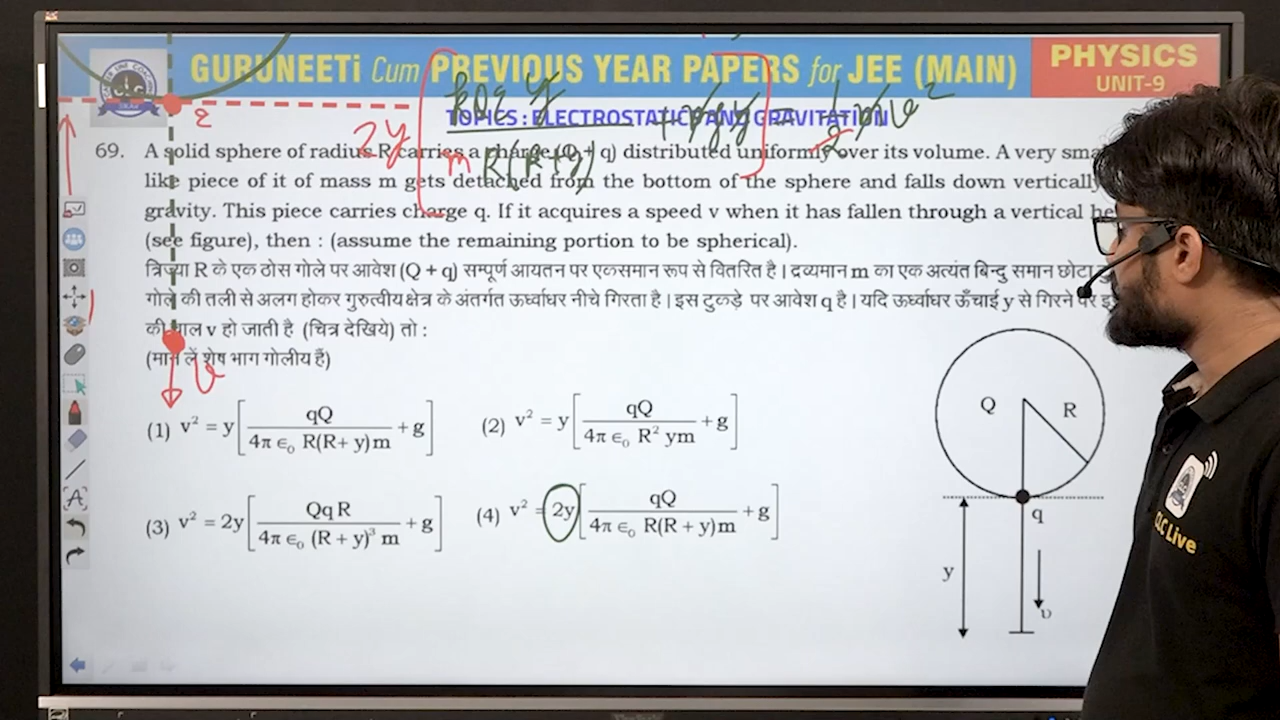 GURUNEETi Cum PREVIOUS YEAR PAPERS for JEE (MAIN)
PHYSICS
UNIT-9
TOPICS : ELECTROSTATIC AND GRAVITATION
69. A solid sphere of radius R carries a charge (Q + q) distributed uniformly over its volume. A very
like piece of it of mass m gets detached from the bottom of the sphere and falls down vertically
gravity. This piece carries charge q. If it acquires a speed v when it has fallen through a vertical
(see figure), then : (assume the remaining portion to be spherical).
त्रिज्या R के एक ठोस गोले पर आवेश (Q + q) सम्पूर्ण आयतन पर एकसमान रूप से वितरित है। द्रव्यमान m का एक अत्यंत बिन्दु समान छोटा
गोले की तली से अलग होकर गुरुत्वीय क्षेत्र के अंतर्गत ऊर्ध्वाधर नीचे गिरता है। इस टुकड़े पर आवेश q है। यदि ऊर्ध्वाधर ऊँचाई y से गिरने पर
की चाल v हो जाती है (चित्र देखिये) तो :
(मान लें शेष भाग गोलीय हैं)
(1) v² = y[qQ / 4π ∈₀ R(R+ y)m + g]
(2) v² = y[qQ / 4π ∈₀ R² ym + g]
(3) v² = 2y[Qq R / 4π ∈₀ (R + y)³ m + g]
(4) v² = 2y[qQ / 4π ∈₀ R(R + y)m + g]
Q R
q
y
υ
2y
m R(R+y)
v
CLC Live